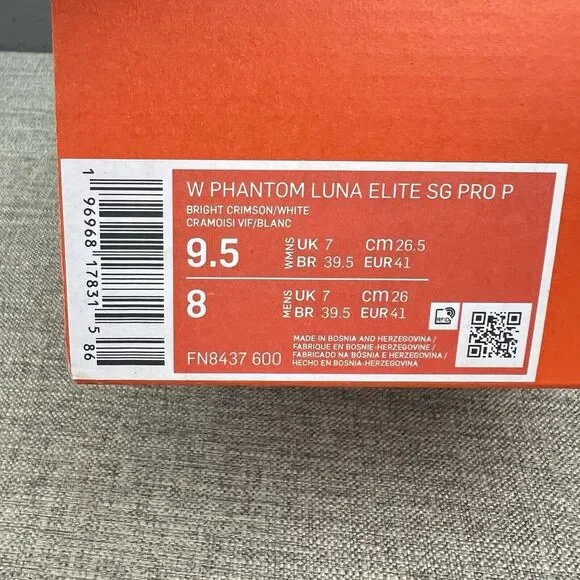 W PHANTOM LUNA ELITE SG PRO P
BRIGHT CRIMSON/WHITE
CRAMOISI VIF/BLANC
9.5 WMNS UK 7 cm 26.5
BR 39.5 EUR 41
8 MENS UK 7 cm 26
BR 39.5 EUR 41
FN8437 600
MADE IN BOSNIA AND HERZEGOVINA /
FABRIQUE EN BOSNIE-HERZEGOVINE /
FABRICADO NA BÓSNIA E HERZEGOVINA /
HECHO EN BOSNIA-HERZEGOVINA
RFID
1 96968 17831 5 86